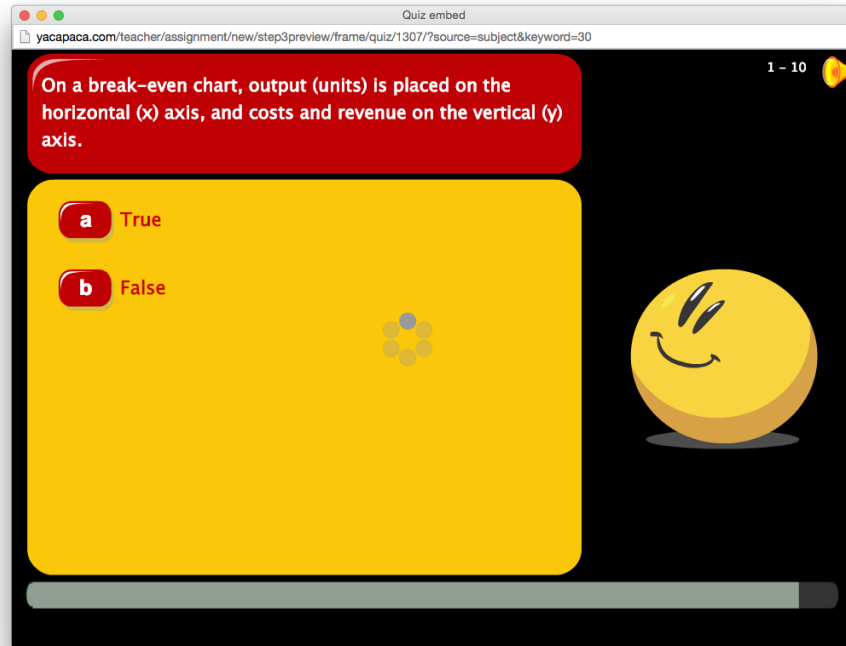 Quiz embed
yacapaca.com/teacher/assignment/new/step3preview/frame/quiz/1307/?source=subject&keyword=30
On a break-even chart, output (units) is placed on the
horizontal (x) axis, and costs and revenue on the vertical (y)
axis.
1 – 10
a True
b False